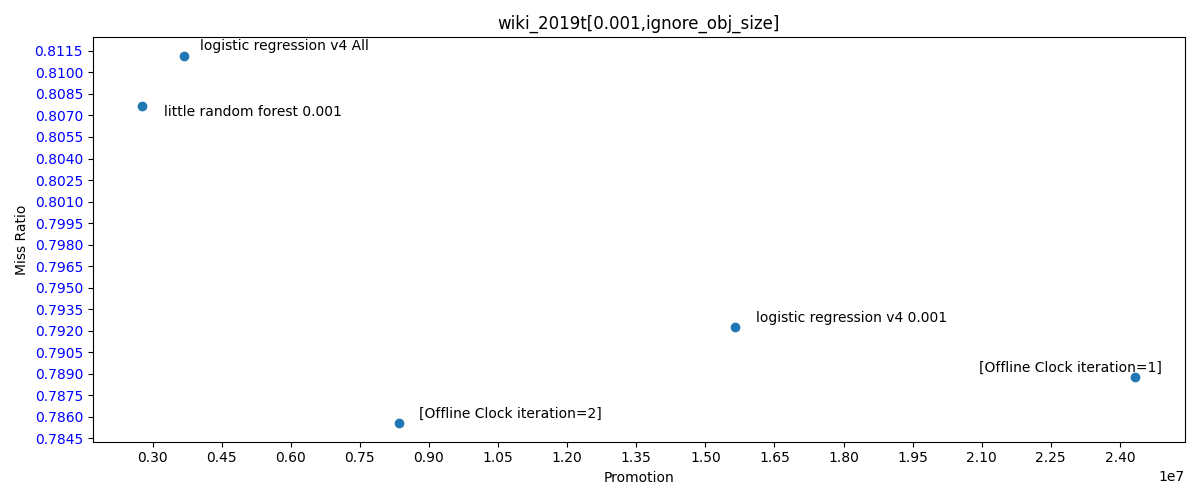 wiki_2019t[0.001,ignore_obj_size]
0.8115
0.8100
0.8085
0.8070
0.8055
0.8040
0.8025
0.8010
0.7995
0.7980
0.7965
0.7950
0.7935
0.7920
0.7905
0.7890
0.7875
0.7860
0.7845
Miss Ratio
logistic regression v4 All
little random forest 0.001
logistic regression v4 0.001
[Offline Clock iteration=1]
[Offline Clock iteration=2]
0.30 0.45 0.60 0.75 0.90 1.05 1.20 1.35 1.50 1.65 1.80 1.95 2.10 2.25 2.40
Promotion
1e7